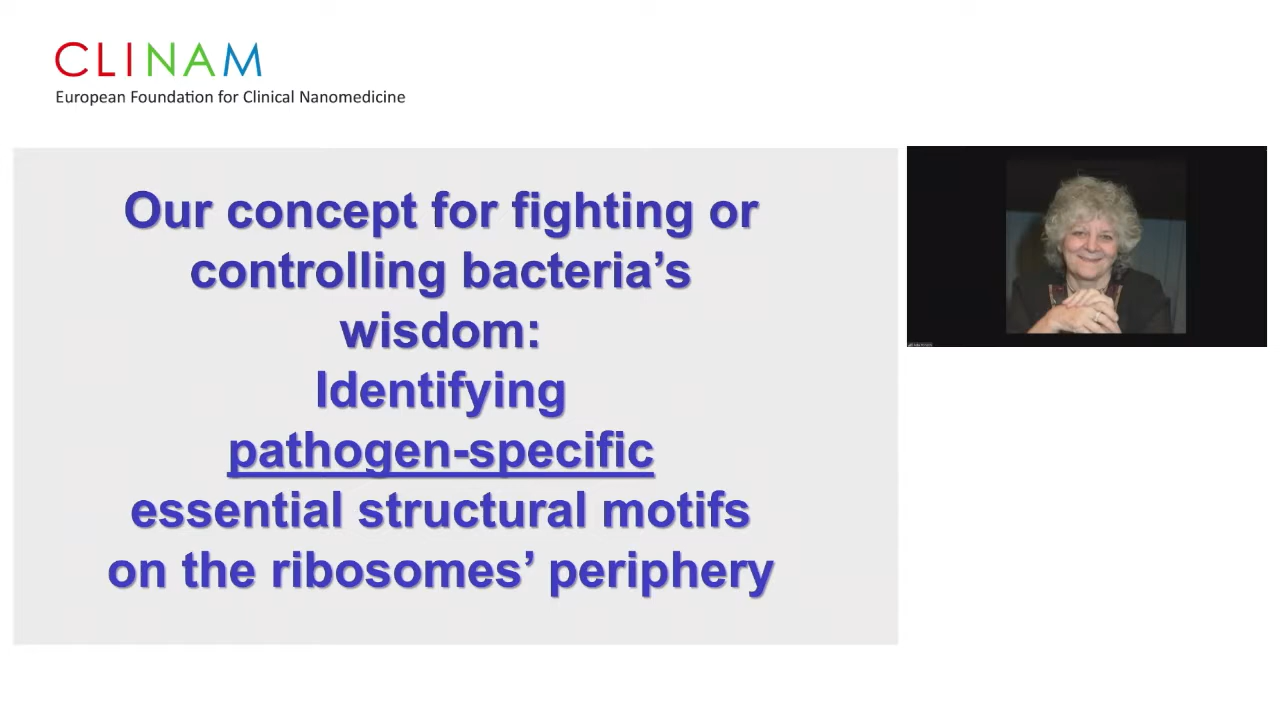 CLINAM
European Foundation for Clinical Nanomedicine
Our concept for fighting or
controlling bacteria’s
wisdom:
Identifying
pathogen-specific
essential structural motifs
on the ribosomes’ periphery